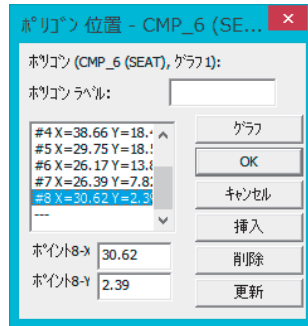 ﾎﾟﾘｺﾞﾝ 位置 - CMP_6 (SE...
ﾎﾟﾘｺﾞﾝ (CMP_6 (SEAT), ｸﾞﾗﾌ 1):
ﾎﾟﾘｺﾞﾝ ﾗﾍﾞﾙ:
#4 X=38.66 Y=18.
#5 X=29.75 Y=18.
#6 X=26.17 Y=13.8
#7 X=26.39 Y=7.82
#8 X=30.62 Y=2.39
---
ﾎﾟｲﾝﾄ8-X 30.62
ﾎﾟｲﾝﾄ8-Y 2.39
ｸﾞﾗﾌ
OK
ｷｬﾝｾﾙ
挿入
削除
更新